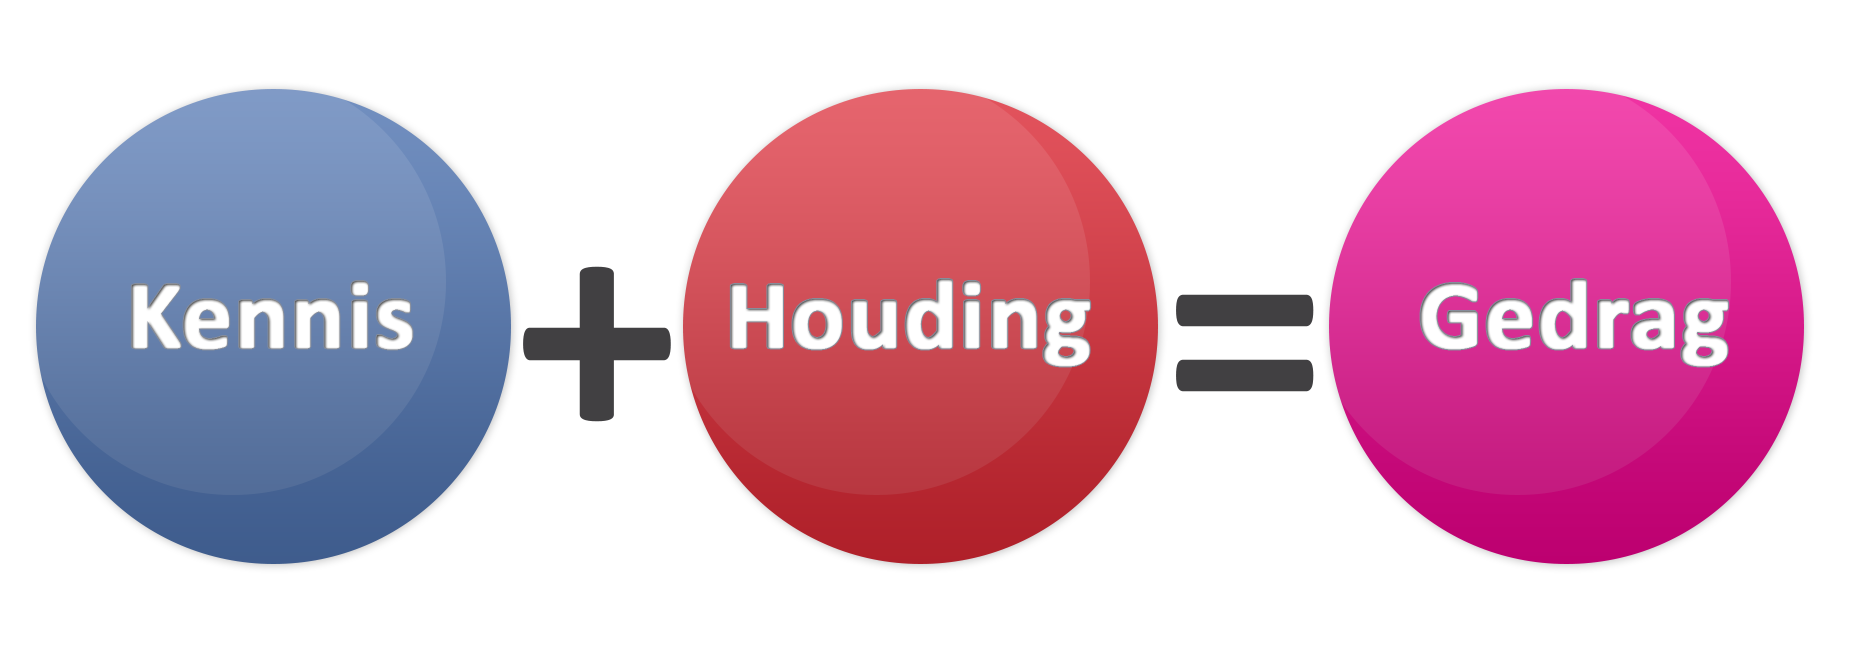 Kennis + Houding = Gedrag